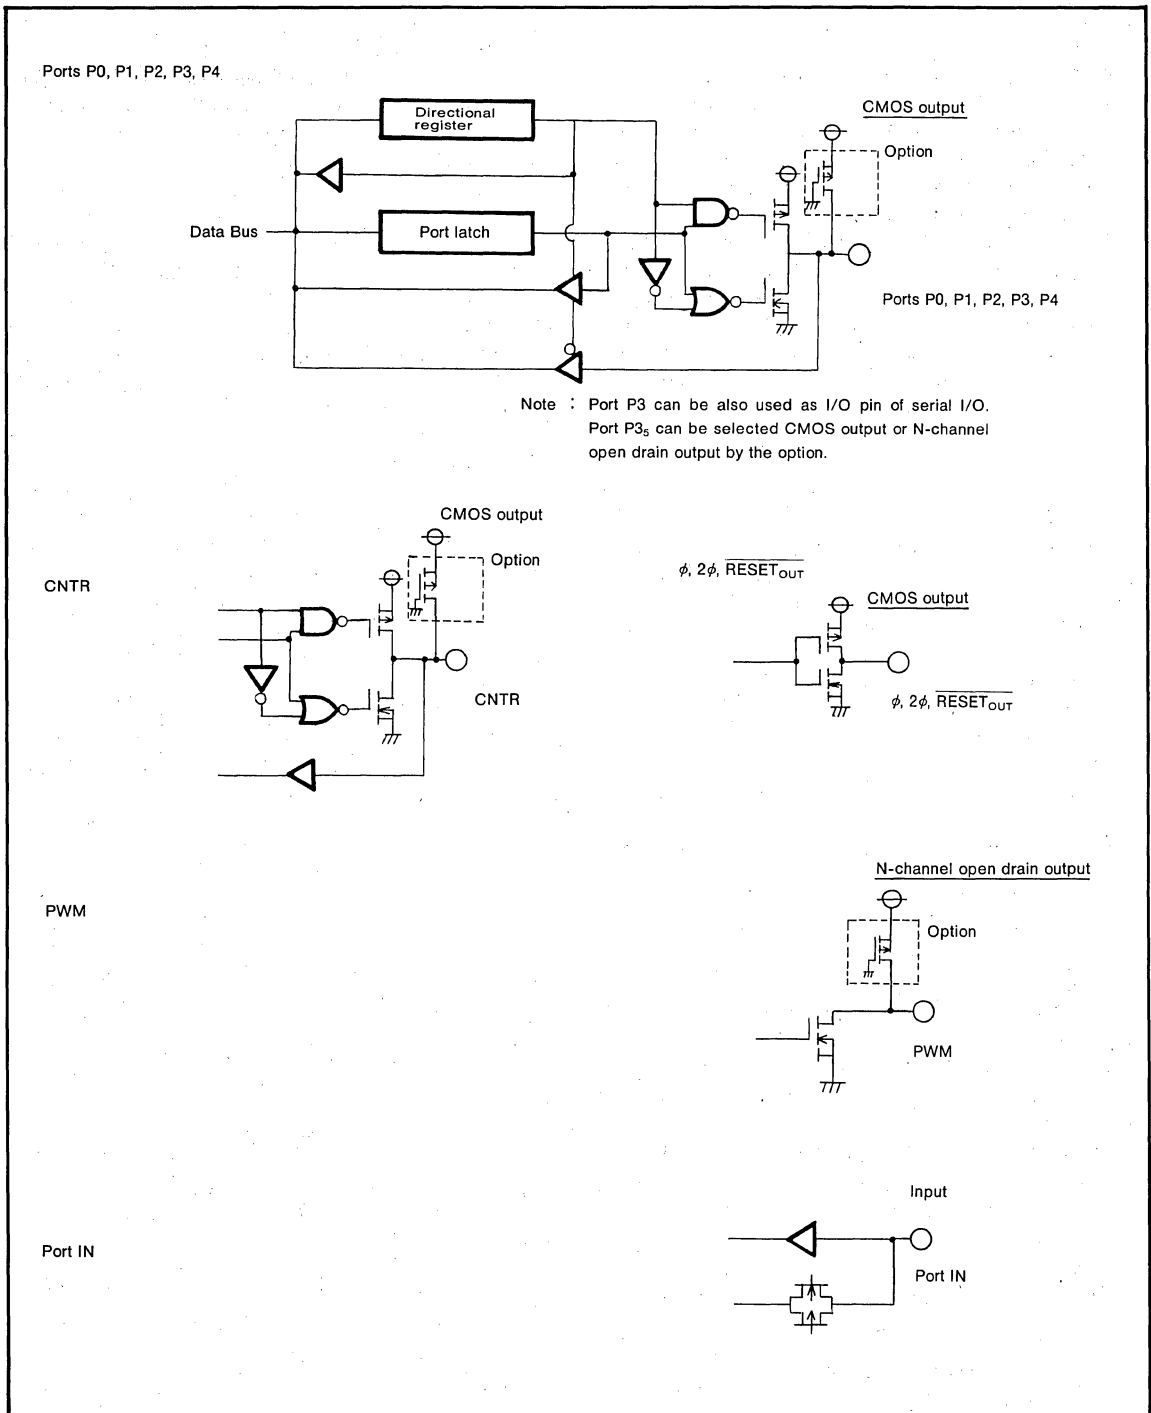 Ports P0, P1, P2, P3, P4
CMOS output
Directional
register
Option
Data Bus
Port latch
Ports P0, P1, P2, P3, P4
Note : Port P3 can be also used as I/O pin of serial I/O.
Port P3₅ can be selected CMOS output or N-channel
open drain output by the option.
CMOS output
Option
CNTR
CNTR
ϕ, 2ϕ, R̅E̅S̅E̅T̅O̅U̅T̅
CMOS output
ϕ, 2ϕ, R̅E̅S̅E̅T̅O̅U̅T̅
N-channel open drain output
PWM
Option
PWM
Input
Port IN
Port IN